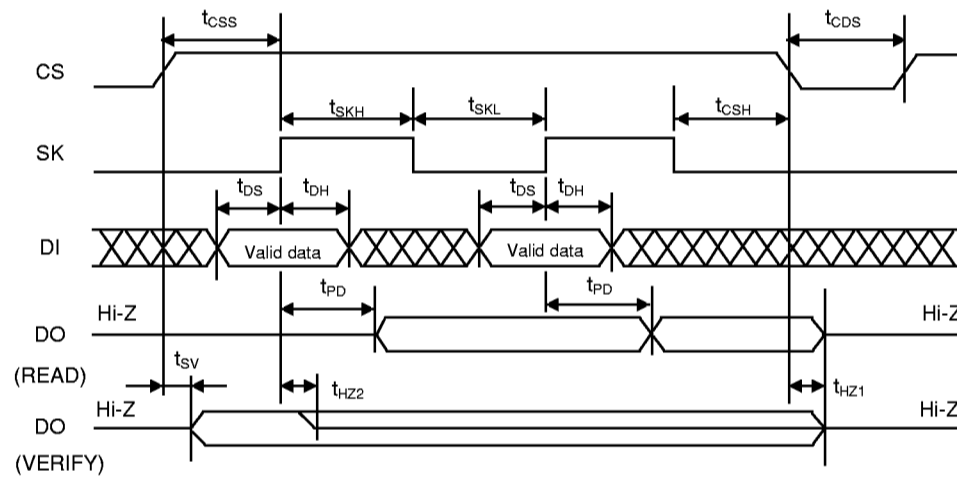 tCSS
tCDS
CS
tSKH
tSKL
tCSH
SK
tDS
tDH
tDS
tDH
DI
Valid data
Valid data
tPD
tPD
Hi-Z
Hi-Z
DO
(READ)
tSV
tHZ2
tHZ1
Hi-Z
Hi-Z
DO
(VERIFY)